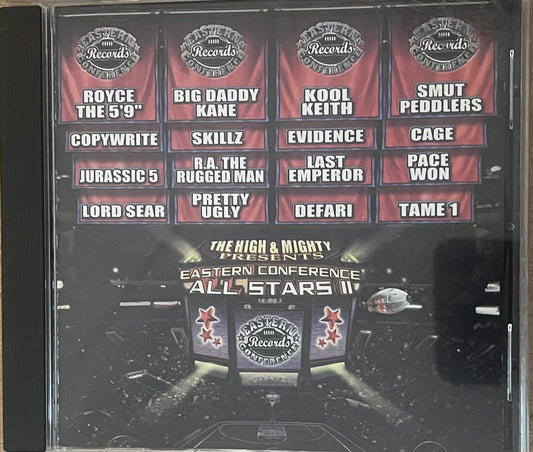 EASTERN
Records
CONFERENCE
EASTERN
Records
CONFERENCE
EASTERN
Records
CONFERENCE
EASTERN
Records
CONFERENCE
ROYCE
THE 5'9"
BIG DADDY
KANE
KOOL
KEITH
SMUT
PEDDLERS
COPYWRITE
SKILLZ
EVIDENCE
CAGE
JURASSIC 5
R.A. THE
RUGGED MAN
LAST
EMPEROR
PACE
WON
LORD SEAR
PRETTY
UGLY
DEFARI
TAME 1
THE HIGH & MIGHTY
PRESENTS
EASTERN CONFERENCE
ALL STARS II
EASTERN
Records
CONFERENCE